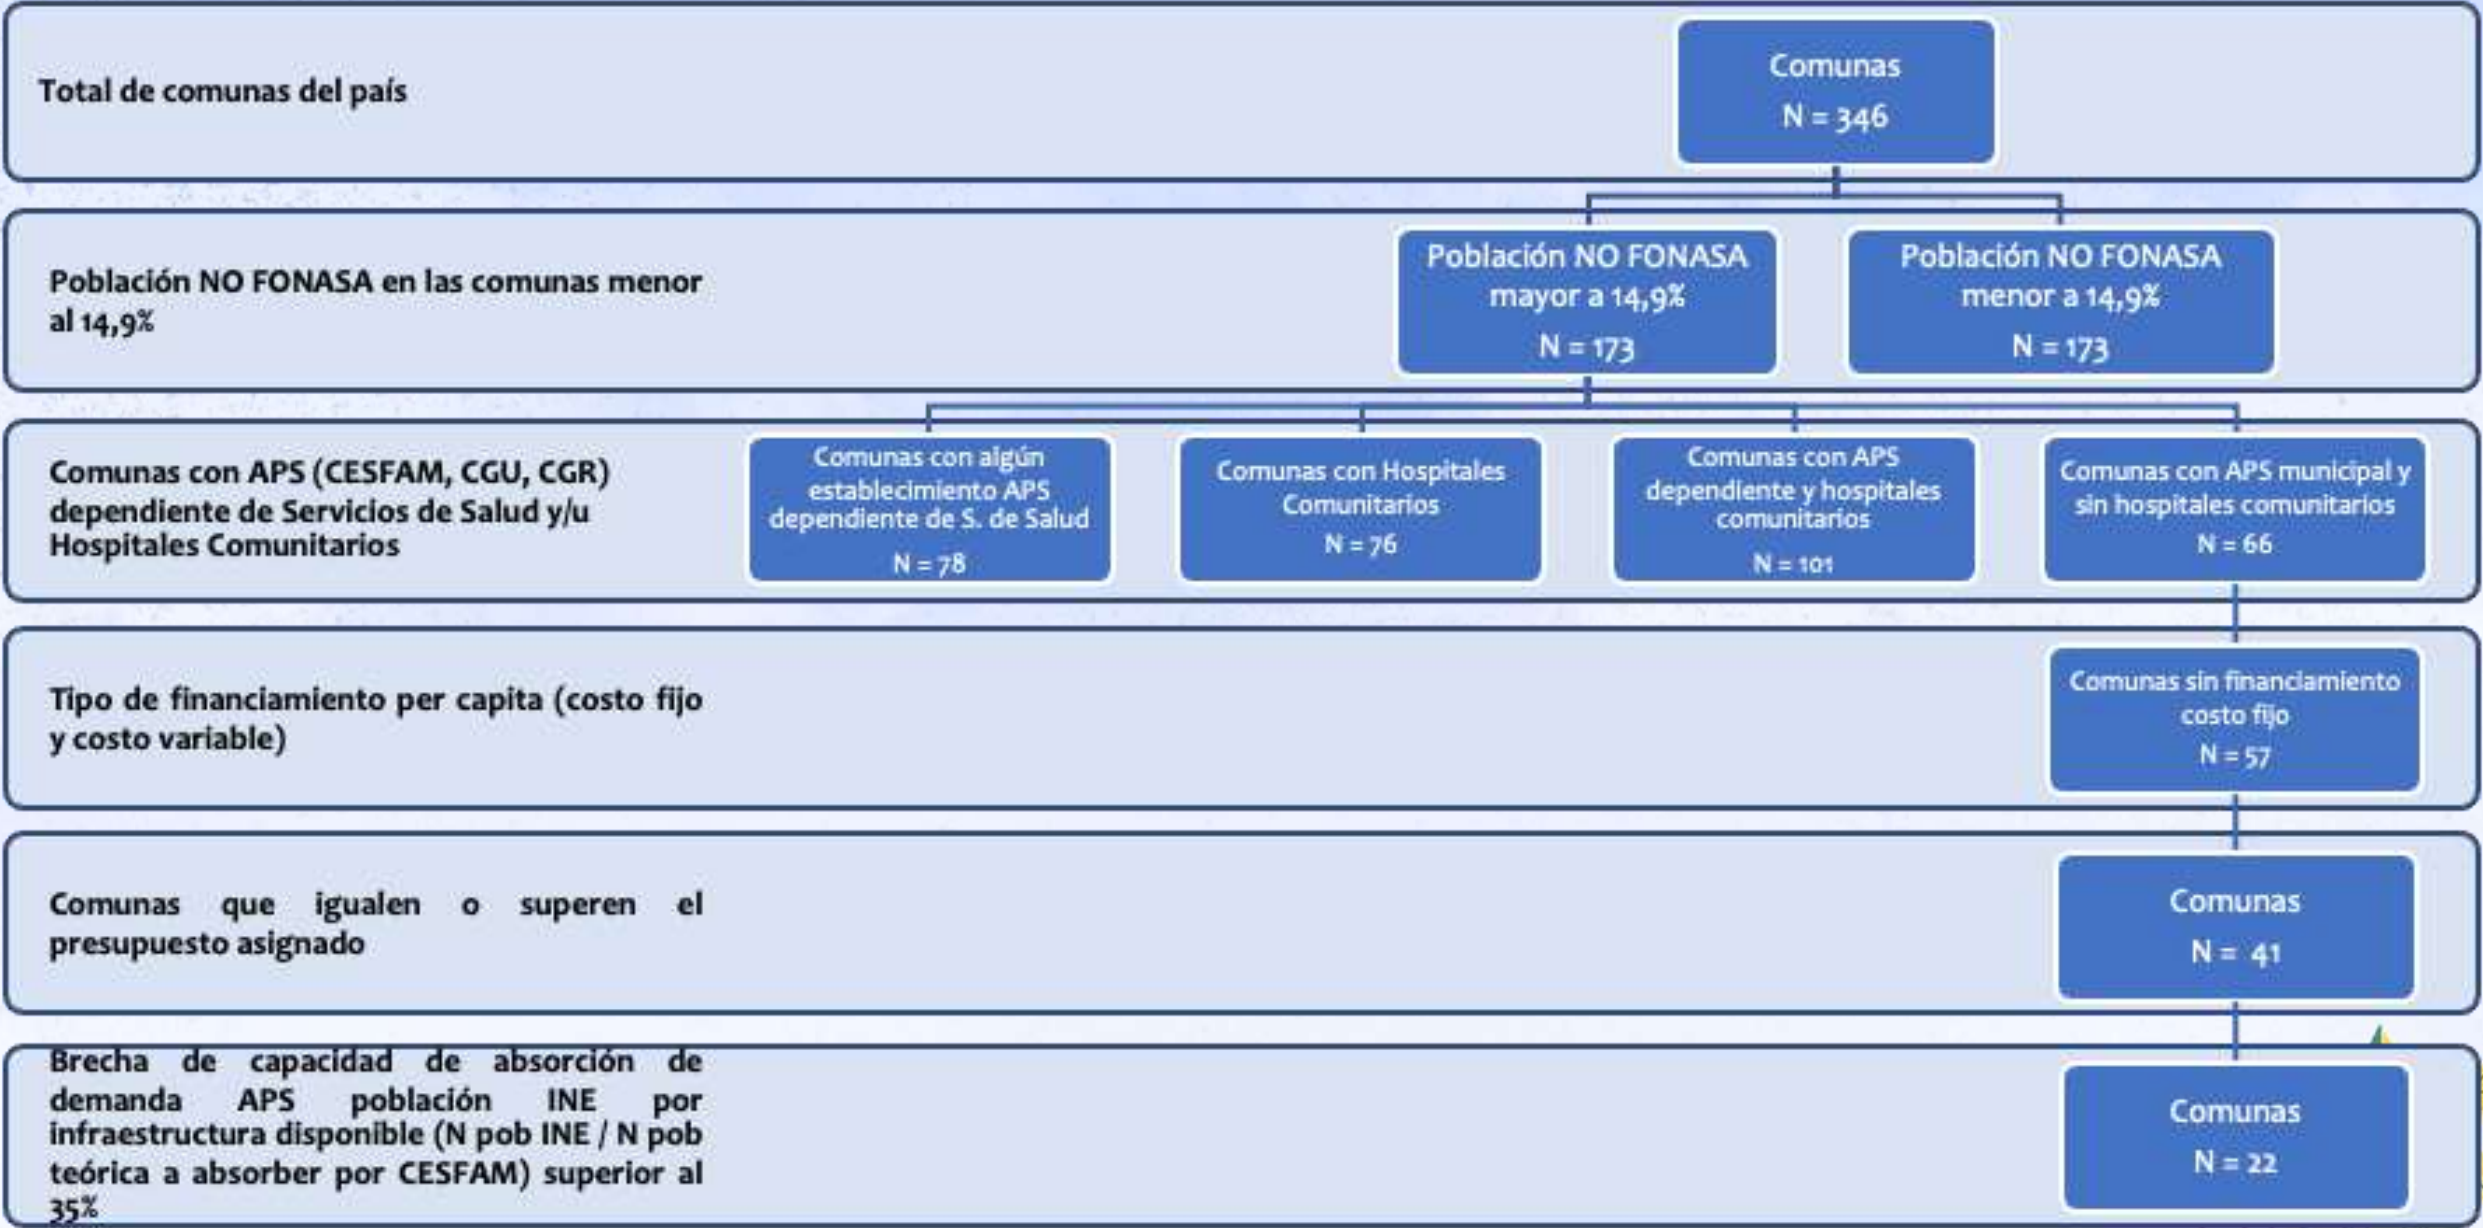 Total de comunas del país
Comunas
N = 346
Población NO FONASA en las comunas menor
al 14,9%
Población NO FONASA
mayor a 14,9%
N = 173
Población NO FONASA
menor a 14,9%
N = 173
Comunas con APS (CESFAM, CGU, CGR)
dependiente de Servicios de Salud y/u
Hospitales Comunitarios
Comunas con algún
establecimiento APS
dependiente de S. de Salud
N = 78
Comunas con Hospitales
Comunitarios
N = 76
Comunas con APS
dependiente y hospitales
comunitarios
N = 101
Comunas con APS municipal y
sin hospitales comunitarios
N = 66
Tipo de financiamiento per capita (costo fijo
y costo variable)
Comunas sin financiamiento
costo fijo
N = 57
Comunas que igualen o superen el
presupuesto asignado
Comunas
N = 41
Brecha de capacidad de absorción de
demanda APS población INE por
infraestructura disponible (N pob INE / N pob
teórica a absorber por CESFAM) superior al
35%
Comunas
N = 22